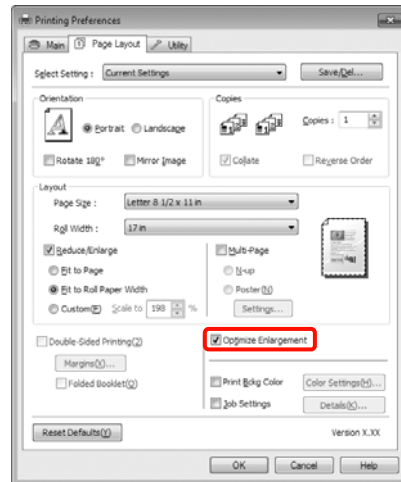 Printing Preferences
Main Page Layout Utility
Select Setting : Current Settings Save/Del...
Orientation
Portrait Landscape
Rotate 180° Mirror Image
Copies
Copies : 1
Collate Reverse Order
Layout
Page Size : Letter 8 1/2 x 11 in
Roll Width : 17 in
Reduce/Enlarge
Fit to Page
Fit to Roll Paper Width
Custom(F) Scale to 198 %
Multi-Page
N-up
Poster(N)
Settings...
Double-Sided Printing(Z)
Margins(X)...
Folded Booklet(Q)
Optimize Enlargement
Print Bckg Color Color Settings(H)...
Job Settings Details(K)...
Reset Defaults(Y) Version X.XX
OK Cancel Help